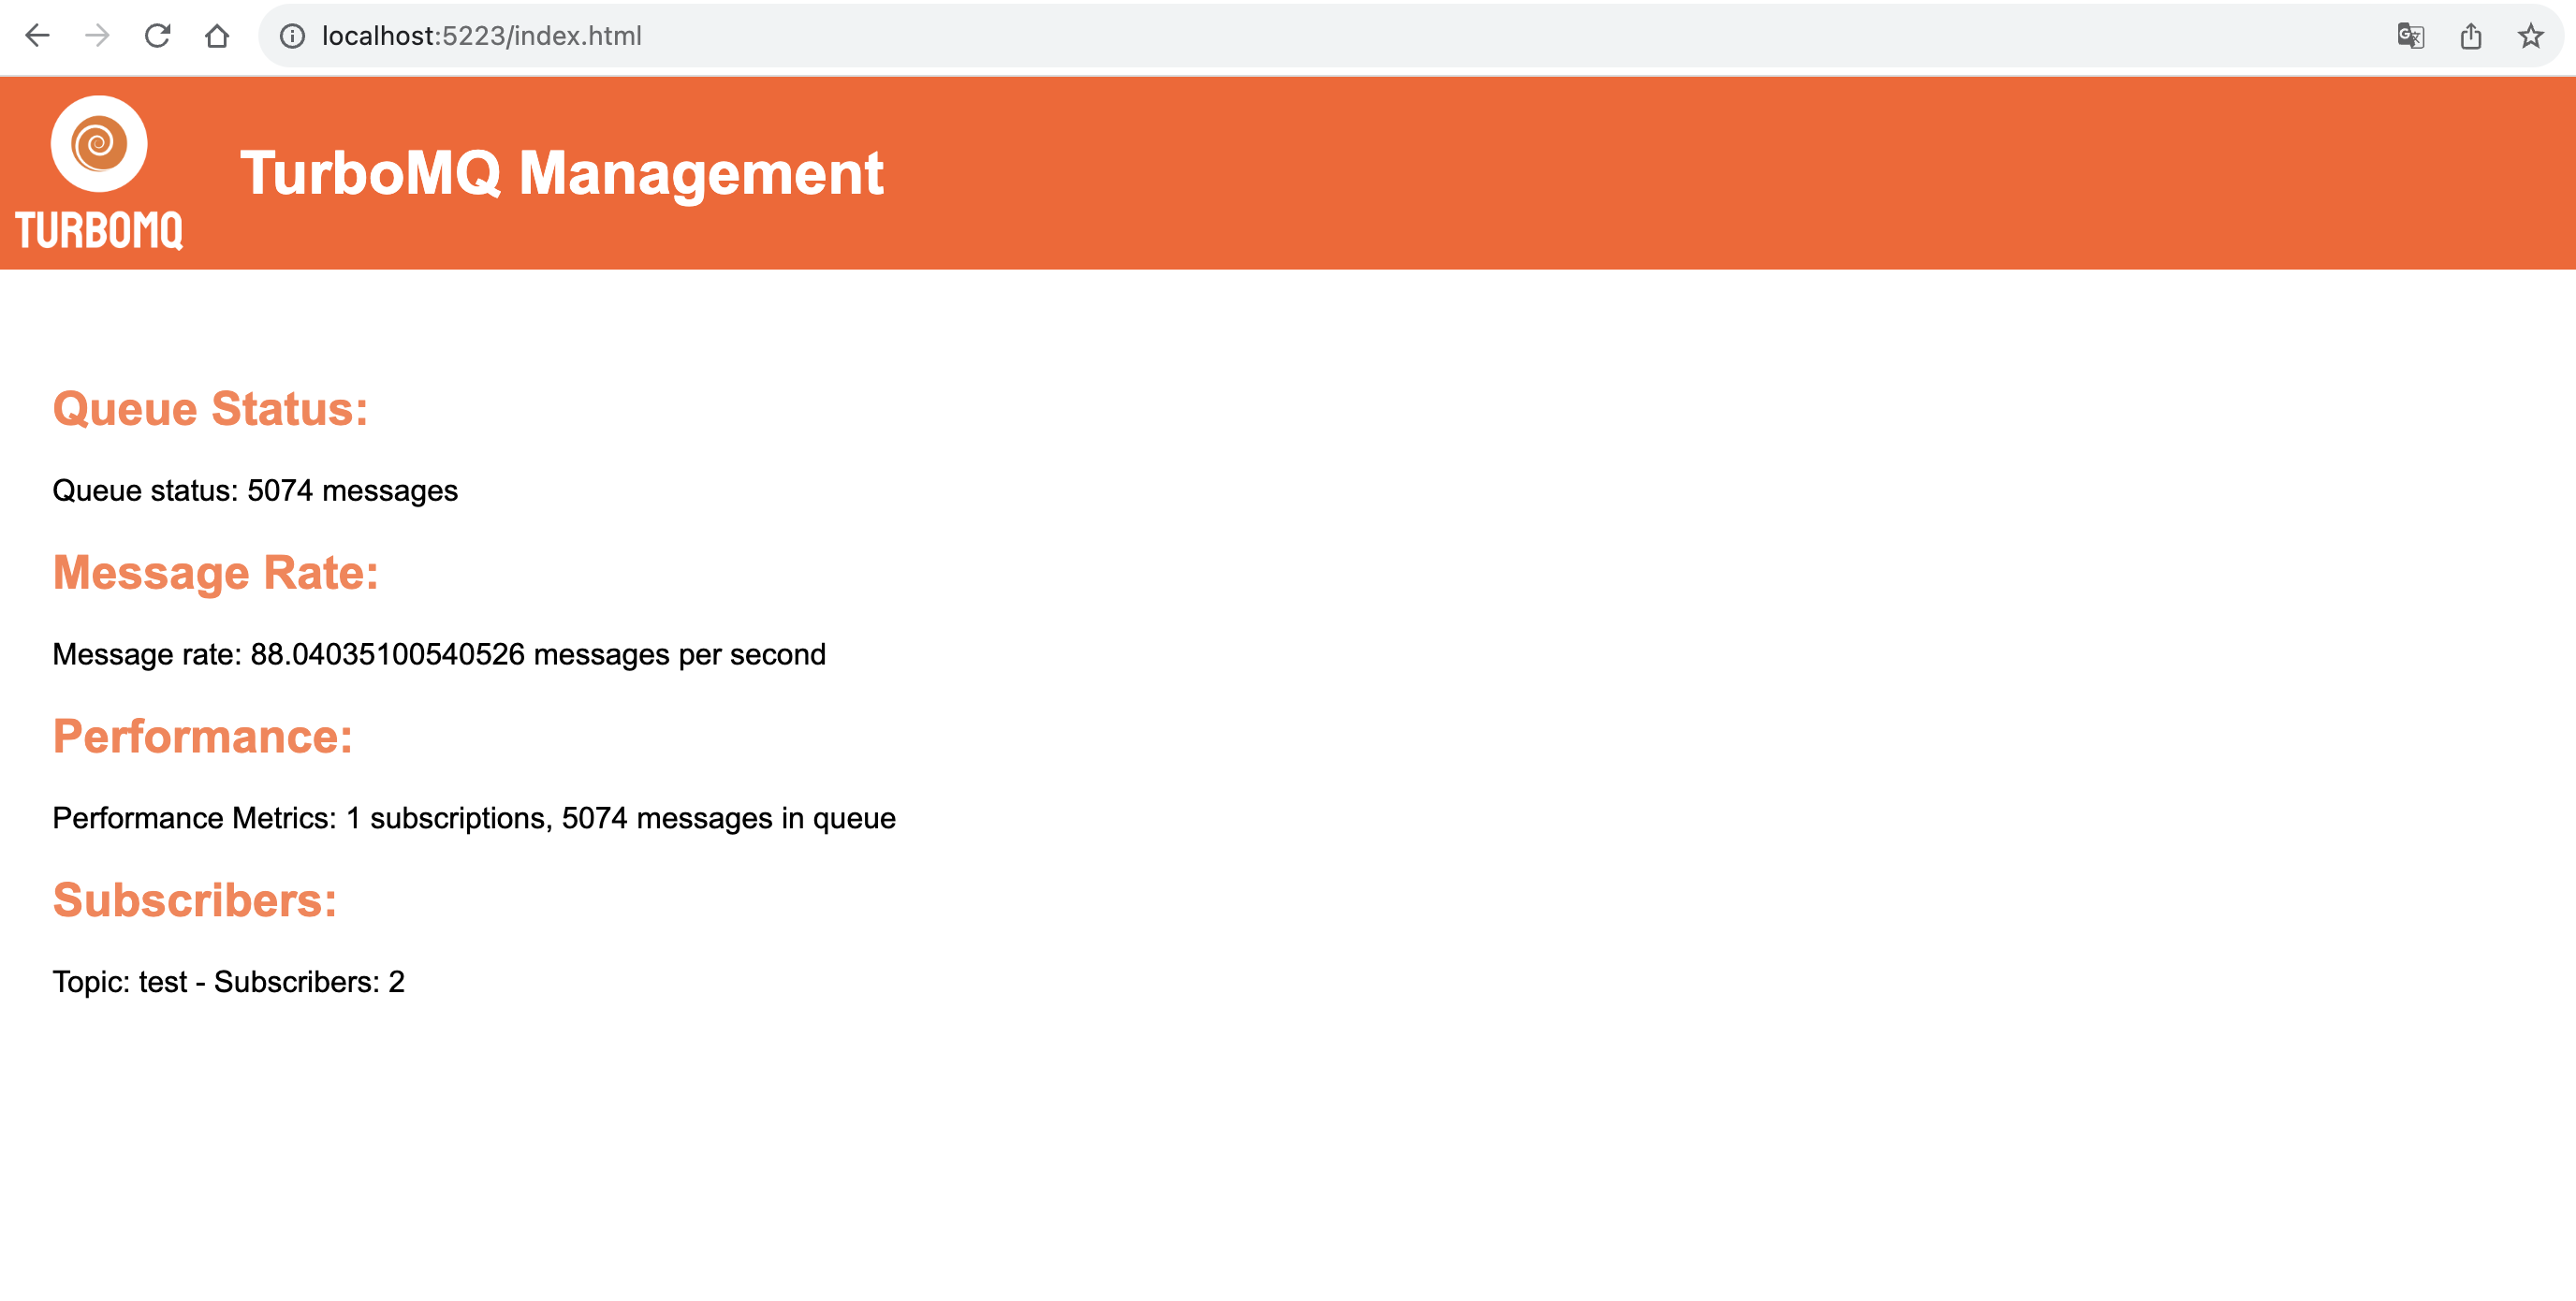 localhost:5223/index.html
TURBOMQ
TurboMQ Management
Queue Status:
Queue status: 5074 messages
Message Rate:
Message rate: 88.04035100540526 messages per second
Performance:
Performance Metrics: 1 subscriptions, 5074 messages in queue
Subscribers:
Topic: test - Subscribers: 2